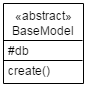 «abstract»
BaseModel
#db
create()